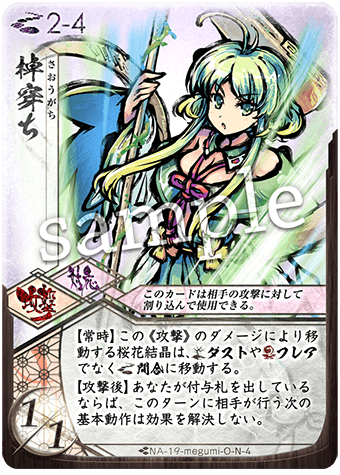 2-4
さおうがち
棹穿ち
sample
攻撃
対応
このカードは相手の攻撃に対して
割り込んで使用できる。
【常時】この《攻撃》のダメージにより移
動する桜花結晶は、ダストやフレア
でなく間合に移動する。
【攻撃後】あなたが付与札を出している
ならば、このターンに相手が行う次の
基本動作は効果を解決しない。
1/1
NA-19-megumi-O-N-4